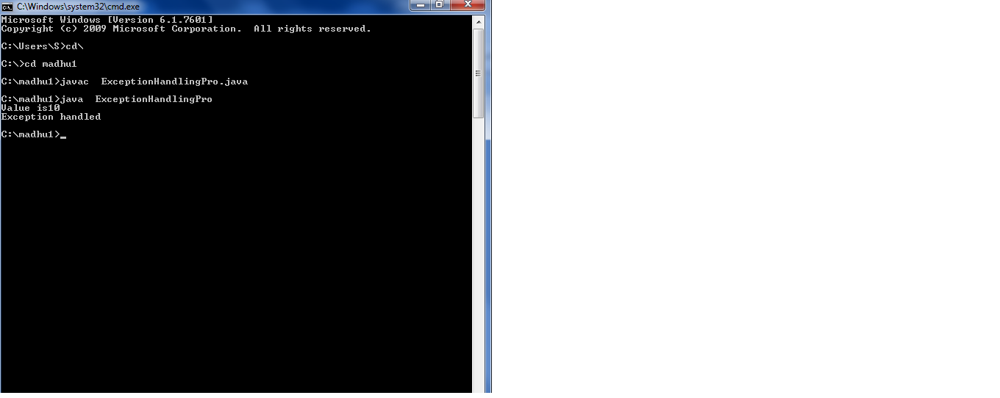 C:\Windows\system32\cmd.exe
Microsoft Windows [Version 6.1.7601]
Copyright (c) 2009 Microsoft Corporation.  All rights reserved.
C:\Users\S>cd\
C:\>cd madhu1
C:\madhu1>javac  ExceptionHandlingPro.java
C:\madhu1>java  ExceptionHandlingPro
Value is10
Exception handled
C:\madhu1>_